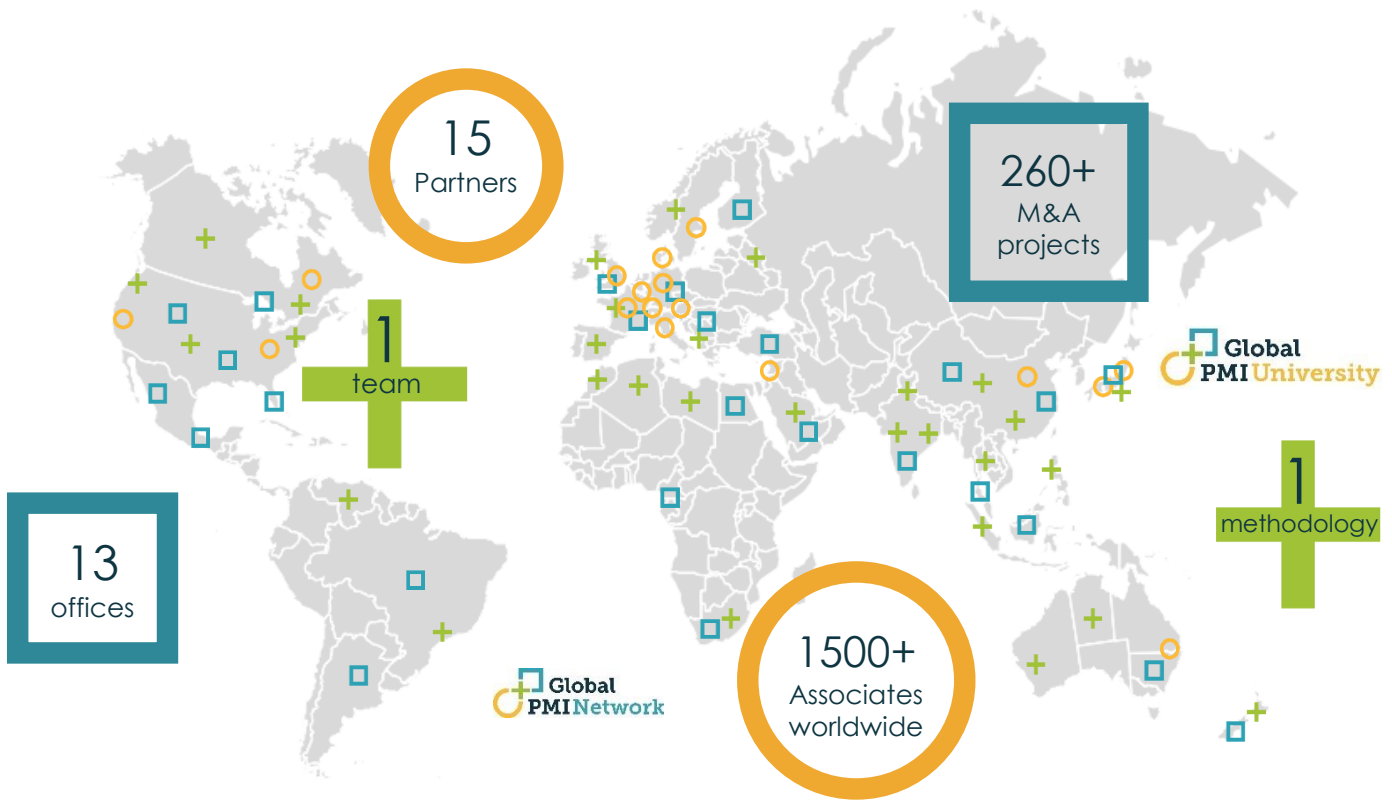 15
Partners
260+
M&A
projects
1
team
Global
PMI University
1
methodology
13
offices
1500+
Associates
worldwide
Global
PMI Network